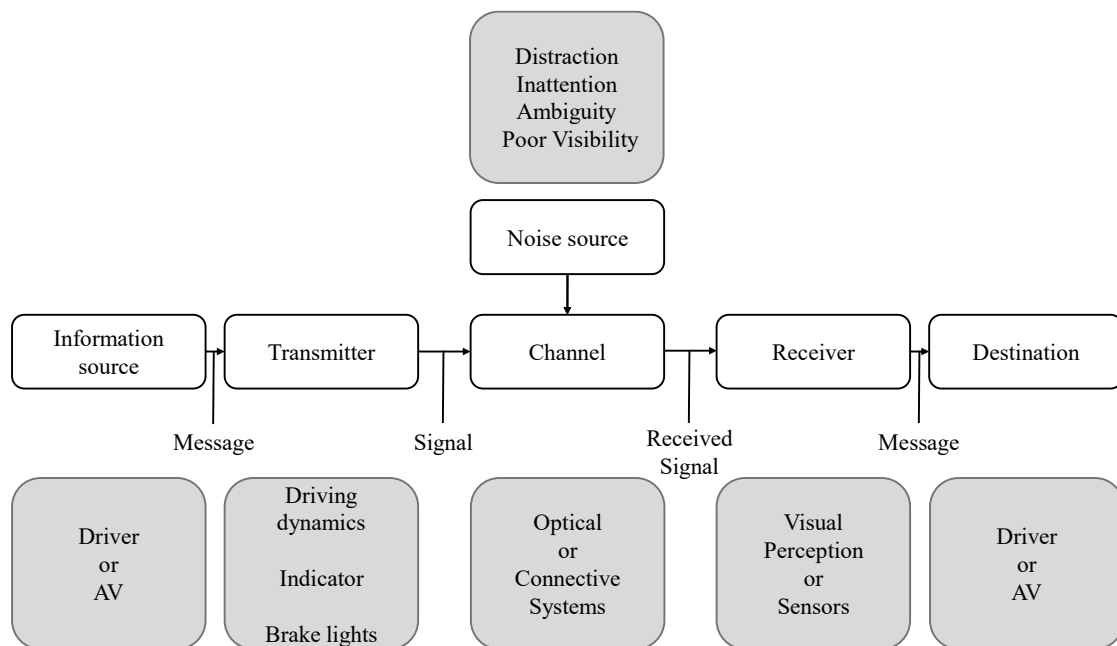 Distraction
Inattention
Ambiguity
Poor Visibility
Noise source
Information
source
Transmitter
Channel
Receiver
Destination
Message
Signal
Received
Signal
Message
Driver
or
AV
Driving
dynamics
Indicator
Brake lights
Optical
or
Connective
Systems
Visual
Perception
or
Sensors
Driver
or
AV